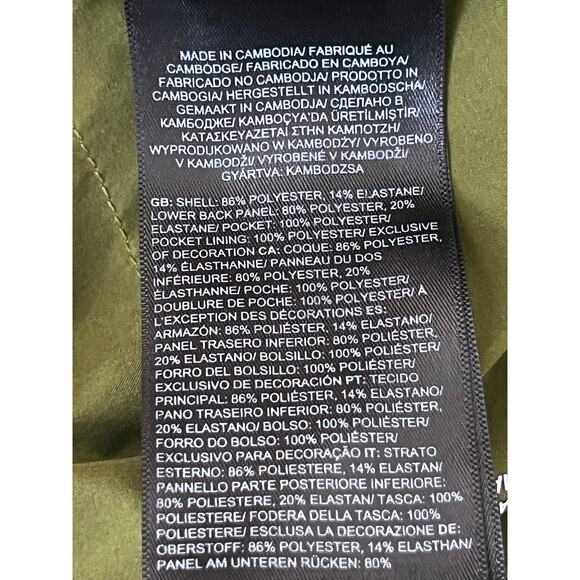 MADE IN CAMBODIA/ FABRIQUÉ AU
CAMBODGE/ FABRICADO EN CAMBOYA/
FABRICADO NO CAMBODJA/ PRODOTTO IN
CAMBOGIA/ HERGESTELLT IN KAMBODSCHA/
GEMAAKT IN CAMBODJA/ СДЕЛАНО В
КАМБОДЖЕ/ KAMBOÇYA'DA ÜRETİLMİŞTİR/
ΚΑΤΑΣΚΕΥΑΖΕΤΑΙ ΣΤΗΝ ΚΑΜΠΟΤΖΗ/
WYPRODUKOWANO W KAMBODŻY/ VYROBENO
V KAMBODŽI/ VYROBENÉ V KAMBODŽI/
GYÁRTVA: KAMBODZSA
GB: SHELL: 86% POLYESTER, 14% ELASTANE/
LOWER BACK PANEL: 80% POLYESTER, 20%
ELASTANE/ POCKET: 100% POLYESTER/
POCKET LINING: 100% POLYESTER/ EXCLUSIVE
OF DECORATION CA: COQUE: 86% POLYESTER,
14% ÉLASTHANNE/ PANNEAU DU DOS
INFÉRIEURE: 80% POLYESTER, 20%
ÉLASTHANNE/ POCHE: 100% POLYESTER/
DOUBLURE DE POCHE: 100% POLYESTER/ À
L'EXCEPTION DES DÉCORATIONS ES:
ARMAZÓN: 86% POLIÉSTER, 14% ELASTANO/
PANEL TRASERO INFERIOR: 80% POLIÉSTER,
20% ELASTANO/ BOLSILLO: 100% POLIÉSTER/
FORRO DEL BOLSILLO: 100% POLIÉSTER/
EXCLUSIVO DE DECORACIÓN PT: TECIDO
PRINCIPAL: 86% POLIÉSTER, 14% ELASTANO/
PANO TRASEIRO INFERIOR: 80% POLIÉSTER,
20% ELASTANO/ BOLSO: 100% POLIÉSTER/
FORRO DO BOLSO: 100% POLIÉSTER/
EXCLUSIVO PARA DECORAÇÃO IT: STRATO
ESTERNO: 86% POLIESTERE, 14% ELASTAN/
PANNELLO PARTE POSTERIORE INFERIORE:
80% POLIESTERE, 20% ELASTAN/ TASCA: 100%
POLIESTERE/ FODERA DELLA TASCA: 100%
POLIESTERE/ ESCLUSA LA DECORAZIONE DE:
OBERSTOFF: 86% POLYESTER, 14% ELASTHAN/
PANEL AM UNTEREN RÜCKEN: 80%